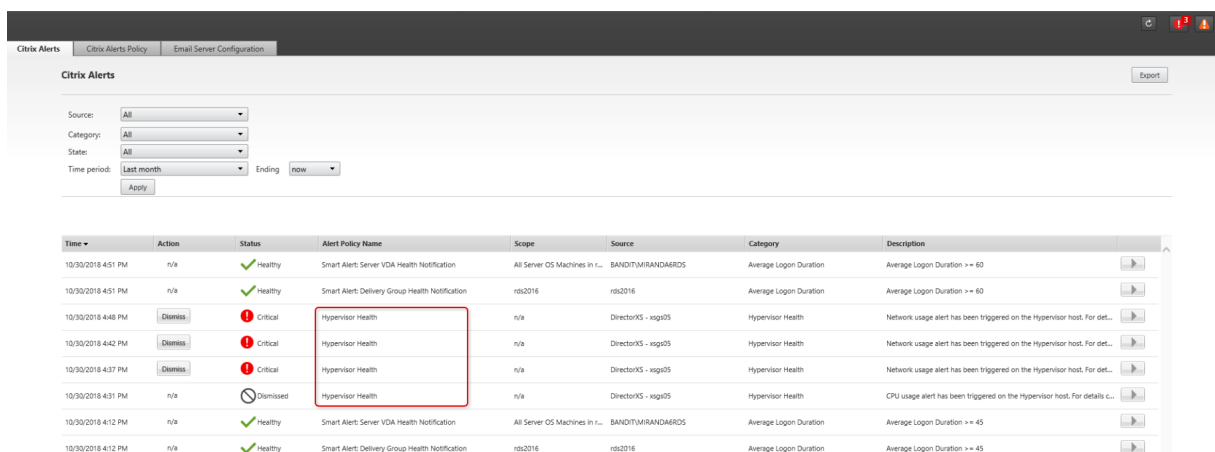 3
Citrix Alerts Citrix Alerts Policy Email Server Configuration
Citrix Alerts Export
Source: All
Category: All
State: All
Time period: Last month Ending now
Apply
Time Action Status Alert Policy Name Scope Source Category Description
10/30/2018 4:51 PM n/a Healthy Smart Alert: Server VDA Health Notification All Server OS Machines in r... BANDIT\MIRANDA6RDS Average Logon Duration Average Logon Duration >= 60
10/30/2018 4:51 PM n/a Healthy Smart Alert: Delivery Group Health Notification rds2016 rds2016 Average Logon Duration Average Logon Duration >= 60
10/30/2018 4:48 PM Dismiss Critical Hypervisor Health n/a DirectorXS - xsgs05 Hypervisor Health Network usage alert has been triggered on the Hypervisor host. For det...
10/30/2018 4:42 PM Dismiss Critical Hypervisor Health n/a DirectorXS - xsgs05 Hypervisor Health Network usage alert has been triggered on the Hypervisor host. For det...
10/30/2018 4:37 PM Dismiss Critical Hypervisor Health n/a DirectorXS - xsgs05 Hypervisor Health Network usage alert has been triggered on the Hypervisor host. For det...
10/30/2018 4:31 PM n/a Dismissed Hypervisor Health n/a DirectorXS - xsgs05 Hypervisor Health CPU usage alert has been triggered on the Hypervisor host. For details c...
10/30/2018 4:12 PM n/a Healthy Smart Alert: Server VDA Health Notification All Server OS Machines in r... BANDIT\MIRANDA6RDS Average Logon Duration Average Logon Duration >= 45
10/30/2018 4:12 PM n/a Healthy Smart Alert: Delivery Group Health Notification rds2016 rds2016 Average Logon Duration Average Logon Duration >= 45